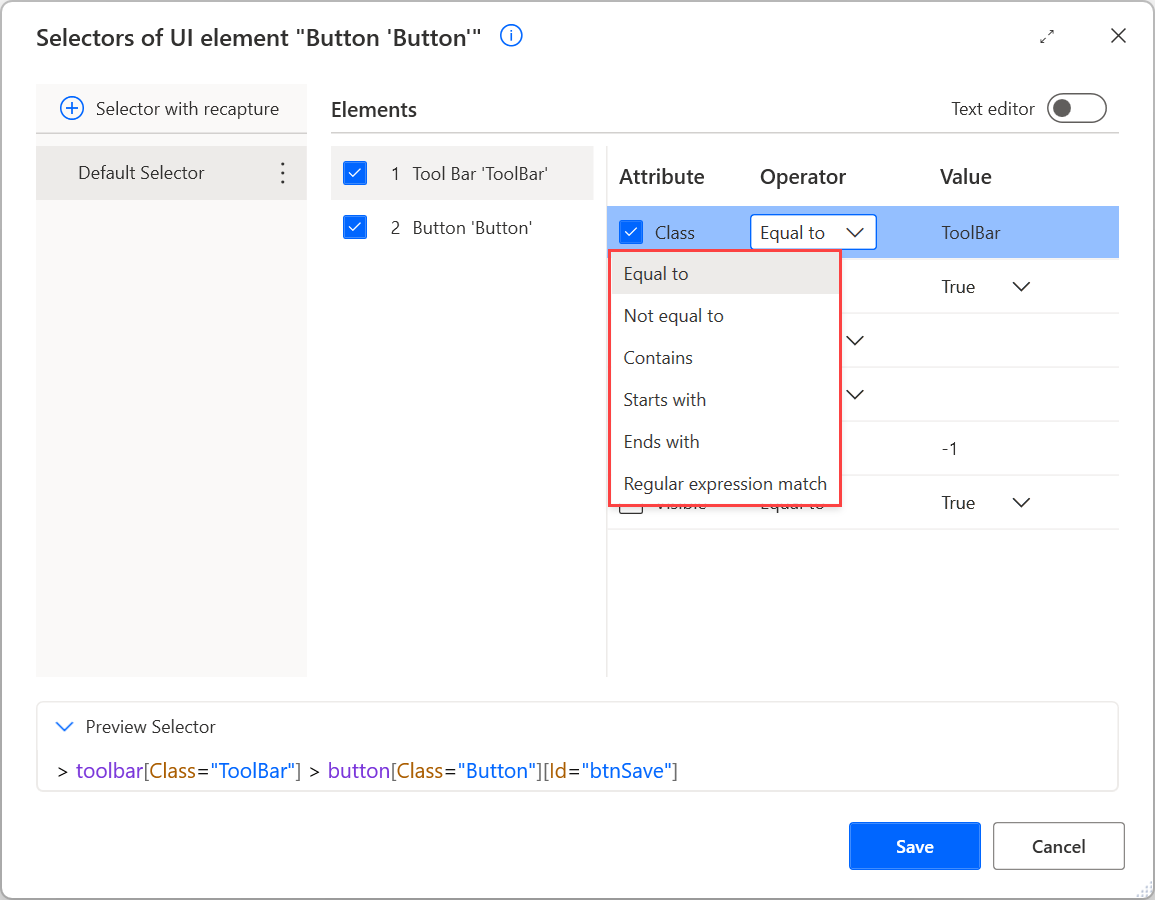 Selectors of UI element "Button 'Button'"
Selector with recapture
Default Selector
Elements
Text editor
1 Tool Bar 'ToolBar'
2 Button 'Button'
Attribute Operator Value
Class Equal to ToolBar
Equal to
True
Not equal to
Contains
Starts with
Ends with
-1
Regular expression match
Visible Equal to True
Preview Selector
> toolbar[Class="ToolBar"] > button[Class="Button"][Id="btnSave"]
Save Cancel